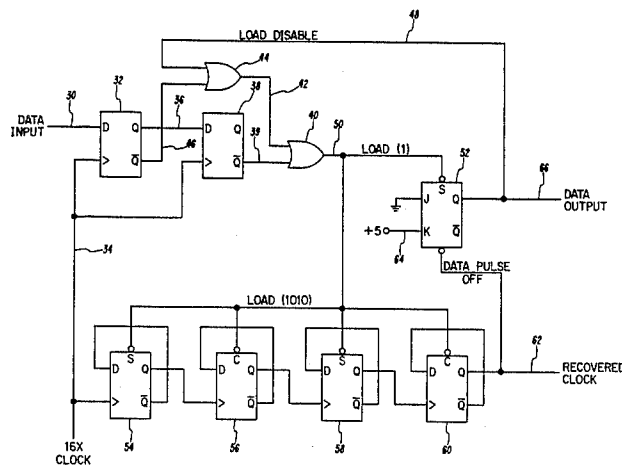 48
LOAD DISABLE
44
42
32
38
30
36
40
50
DATA
INPUT
D Q
D Q
46
39
LOAD (1)
52
> Q̅
> Q̅
S
66
J Q
DATA
OUTPUT
+5
K Q̅
64
34
DATA PULSE
OFF
LOAD (1010)
S
C
S
C
62
D Q
D Q
D Q
D Q
RECOVERED
CLOCK
> Q̅
> Q̅
> Q̅
> Q̅
16X
CLOCK
54
56
58
60